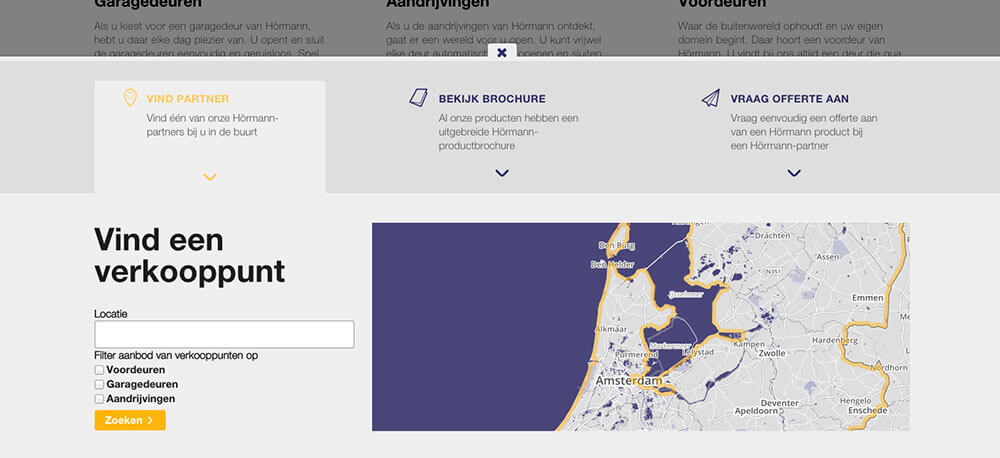 Garagedeuren
Als u kiest voor een garagedeur van Hörmann,
hebt u daar elke dag plezier van. U opent en sluit
de garagedeuren eenvoudig en geruisloos. Snel
Aandrijvingen
Als u de aandrijvingen van Hörmann ontdekt,
gaat er een wereld voor u open. U kunt vrijwel
elke deur automatisch openen en sluiten.
Voordeuren
Waar de buitenwereld ophoudt en uw eigen
domein begint. Daar hoort een voordeur van
Hörmann. U vindt bij ons altijd een deur die qua
VIND PARTNER
Vind één van onze Hörmann-
partners bij u in de buurt
BEKIJK BROCHURE
Al onze producten hebben een
uitgebreide Hörmann-
productbrochure
VRAAG OFFERTE AAN
Vraag eenvoudig een offerte aan
van een Hörmann product bij
een Hörmann-partner
Vind een
verkooppunt
Locatie
Filter aanbod van verkooppunten op
Voordeuren
Garagedeuren
Aandrijvingen
Zoeken
Den Burg
Den Helder
Drachten
Assen
N351
IJsselmeer
Emmen
Alkmaar
Markermeer
Hardenberg
Purmerend
Lelystad
Kampen
Zwolle
Nordhorn
Amsterdam
Deventer
Hengelo
Apeldoorn
Enschede